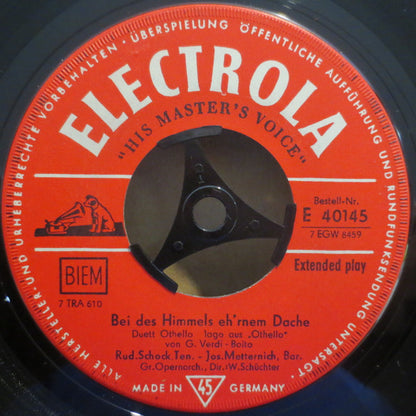 ALLE HERSTELLER- UND URHEBERRECHTE VORBEHALTEN · ÜBERSPIELUNG ÖFFENTLICHE AUFFÜHRUNG UND RUNDFUNKSENDUNG UNTERSAGT ·
ELECTROLA
"HIS MASTER'S VOICE"
Bestell-Nr.
E 40145
7 EGW 8459
BIEM
Extended play
7 TRA 610
Bei des Himmels eh'rnem Dache
Duett Othello - Jago aus „Othello"
von G. Verdi - Boito
Rud. Schock Ten. - Jos. Metternich, Bar.
Gr. Opernorch., Dir.: W. Schüchter
MADE IN 45 GERMANY